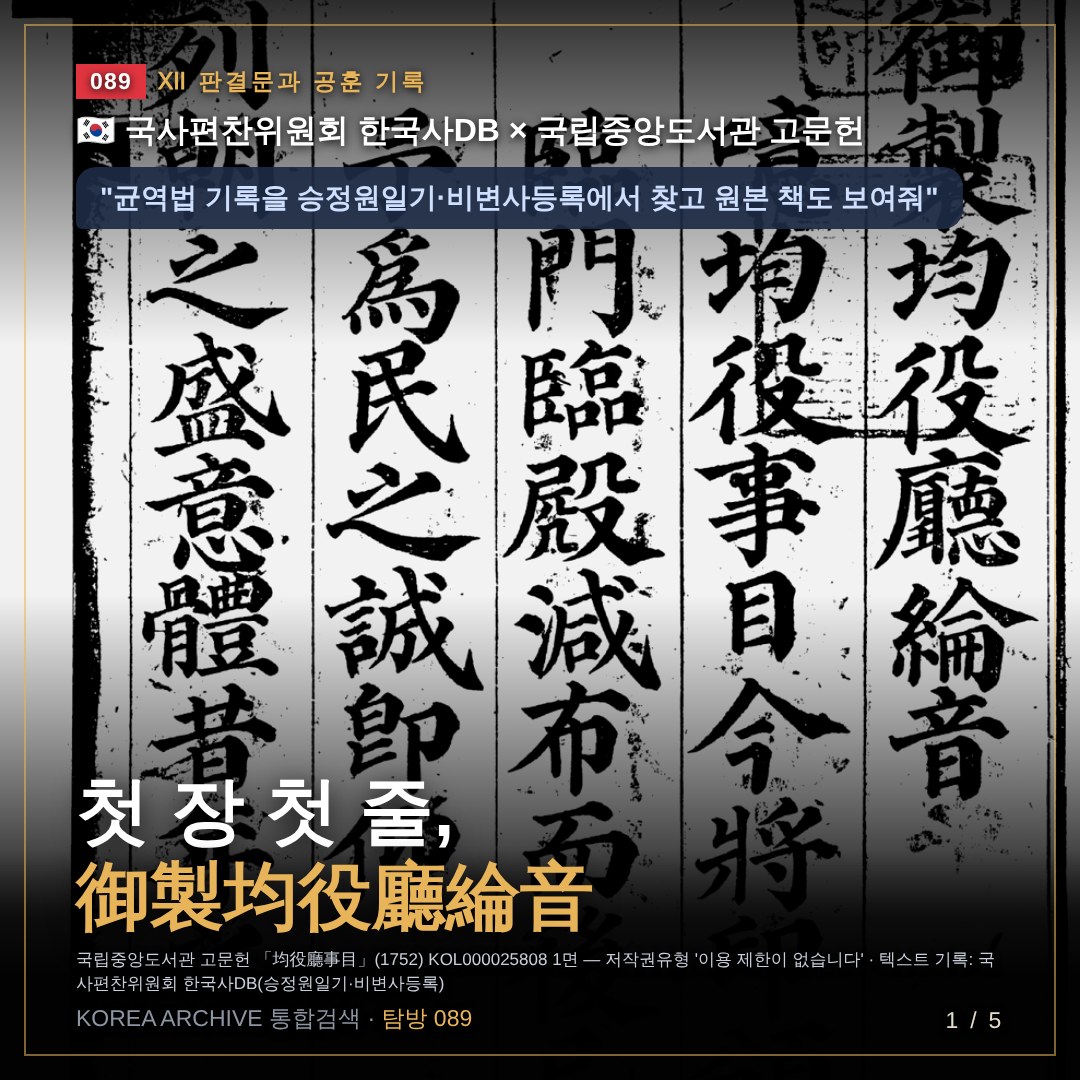 089 XII 판결문과 공훈 기록
🇰🇷 국사편찬위원회 한국사DB × 국립중앙도서관 고문헌
"균역법 기록을 승정원일기·비변사등록에서 찾고 원본 책도 보여줘"
御製均役廳綸音
均役事目今將
門臨殿減布而後
爲民之誠卽
之盛意體昔
첫 장 첫 줄,
御製均役廳綸音
국립중앙도서관 고문헌 「均役廳事目」(1752) KOL000025808 1면 — 저작권유형 '이용 제한이 없습니다' · 텍스트 기록: 국
사편찬위원회 한국사DB(승정원일기·비변사등록)
KOREA ARCHIVE 통합검색 · 탐방 089
1 / 5